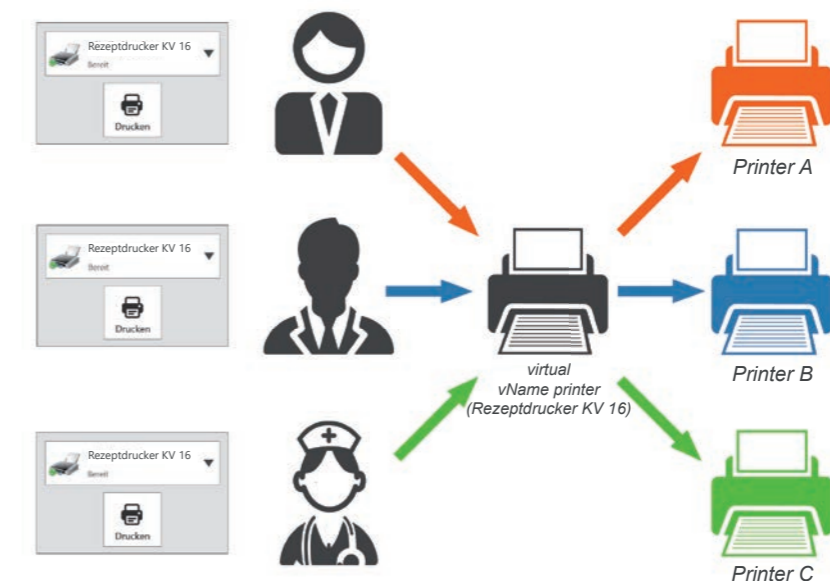 Rezeptdrucker KV 16
Bereit
Drucken
Printer A
Rezeptdrucker KV 16
Bereit
Drucken
virtual
vName printer
(Rezeptdrucker KV 16)
Printer B
Rezeptdrucker KV 16
Bereit
Drucken
Printer C